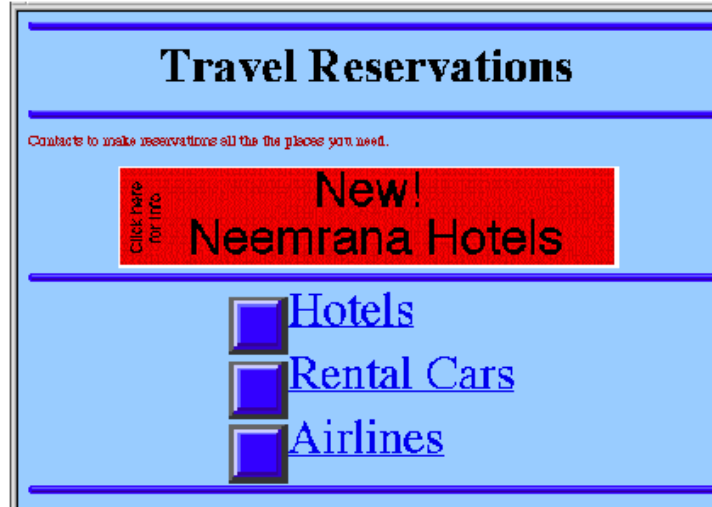 Travel Reservations
Contacts to make reservations all the the places you need.
Click here
for info
New!
Neemrana Hotels
Hotels
Rental Cars
Airlines